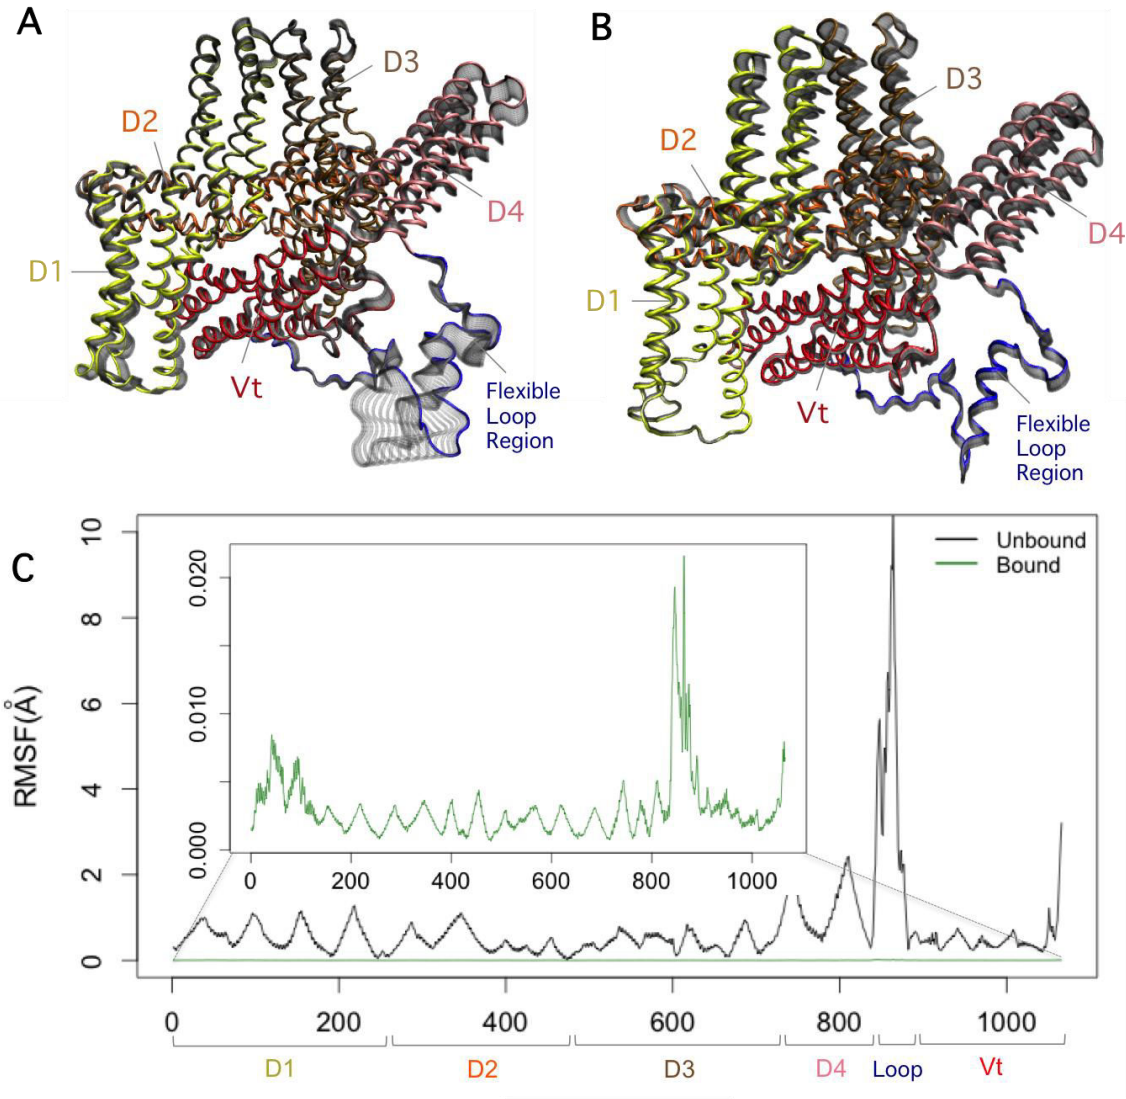 A
B
D3
D3
D2
D2
D4
D4
D1
D1
Vt
Vt
Flexible
Loop
Region
Flexible
Loop
Region
C
RMSF(Å)
10
8
6
4
2
0
Unbound
Bound
0.020
0.010
0.000
0 200 400 600 800 1000
0 200 400 600 800 1000
D1 D2 D3 D4 Loop Vt